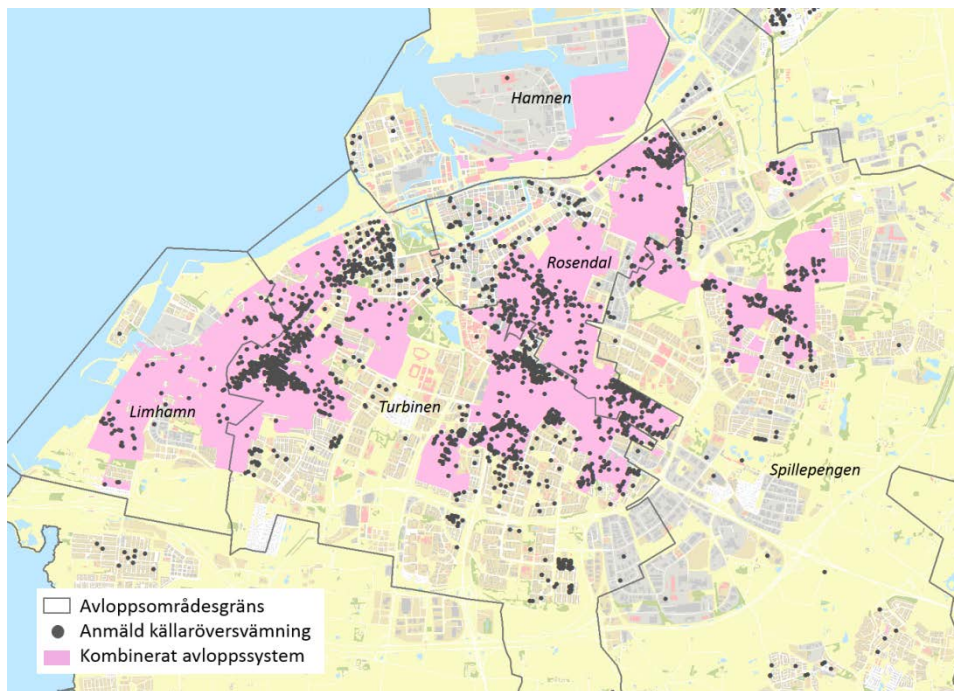 Hamnen
Rosendal
Limhamn
Turbinen
Spillepengen
Avloppsområdesgräns
Anmäld källaröversvämning
Kombinerat avloppssystem